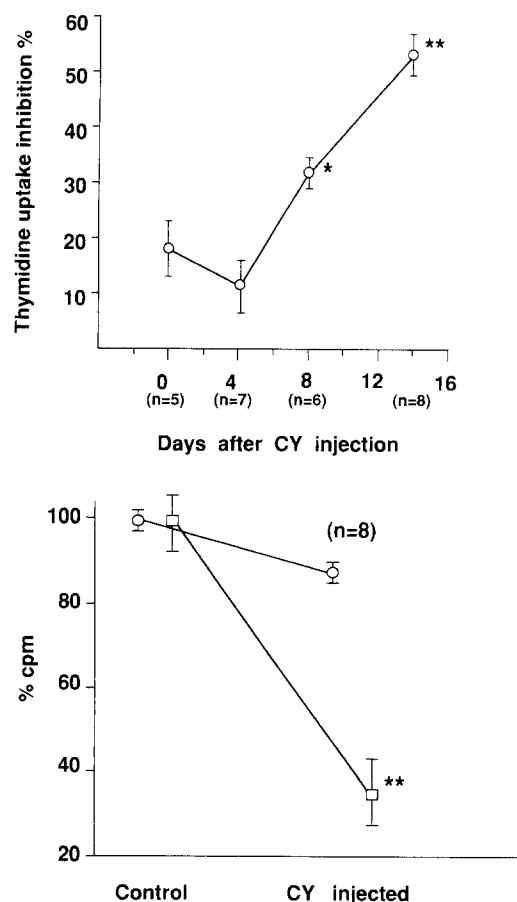 Thymidine uptake inhibition %
60
50
40
30
20
10
**
*
0 4 8 12 16
(n=5) (n=7) (n=6) (n=8)
Days after CY injection
% cpm
100
80
60
40
20
(n=8)
**
Control CY injected